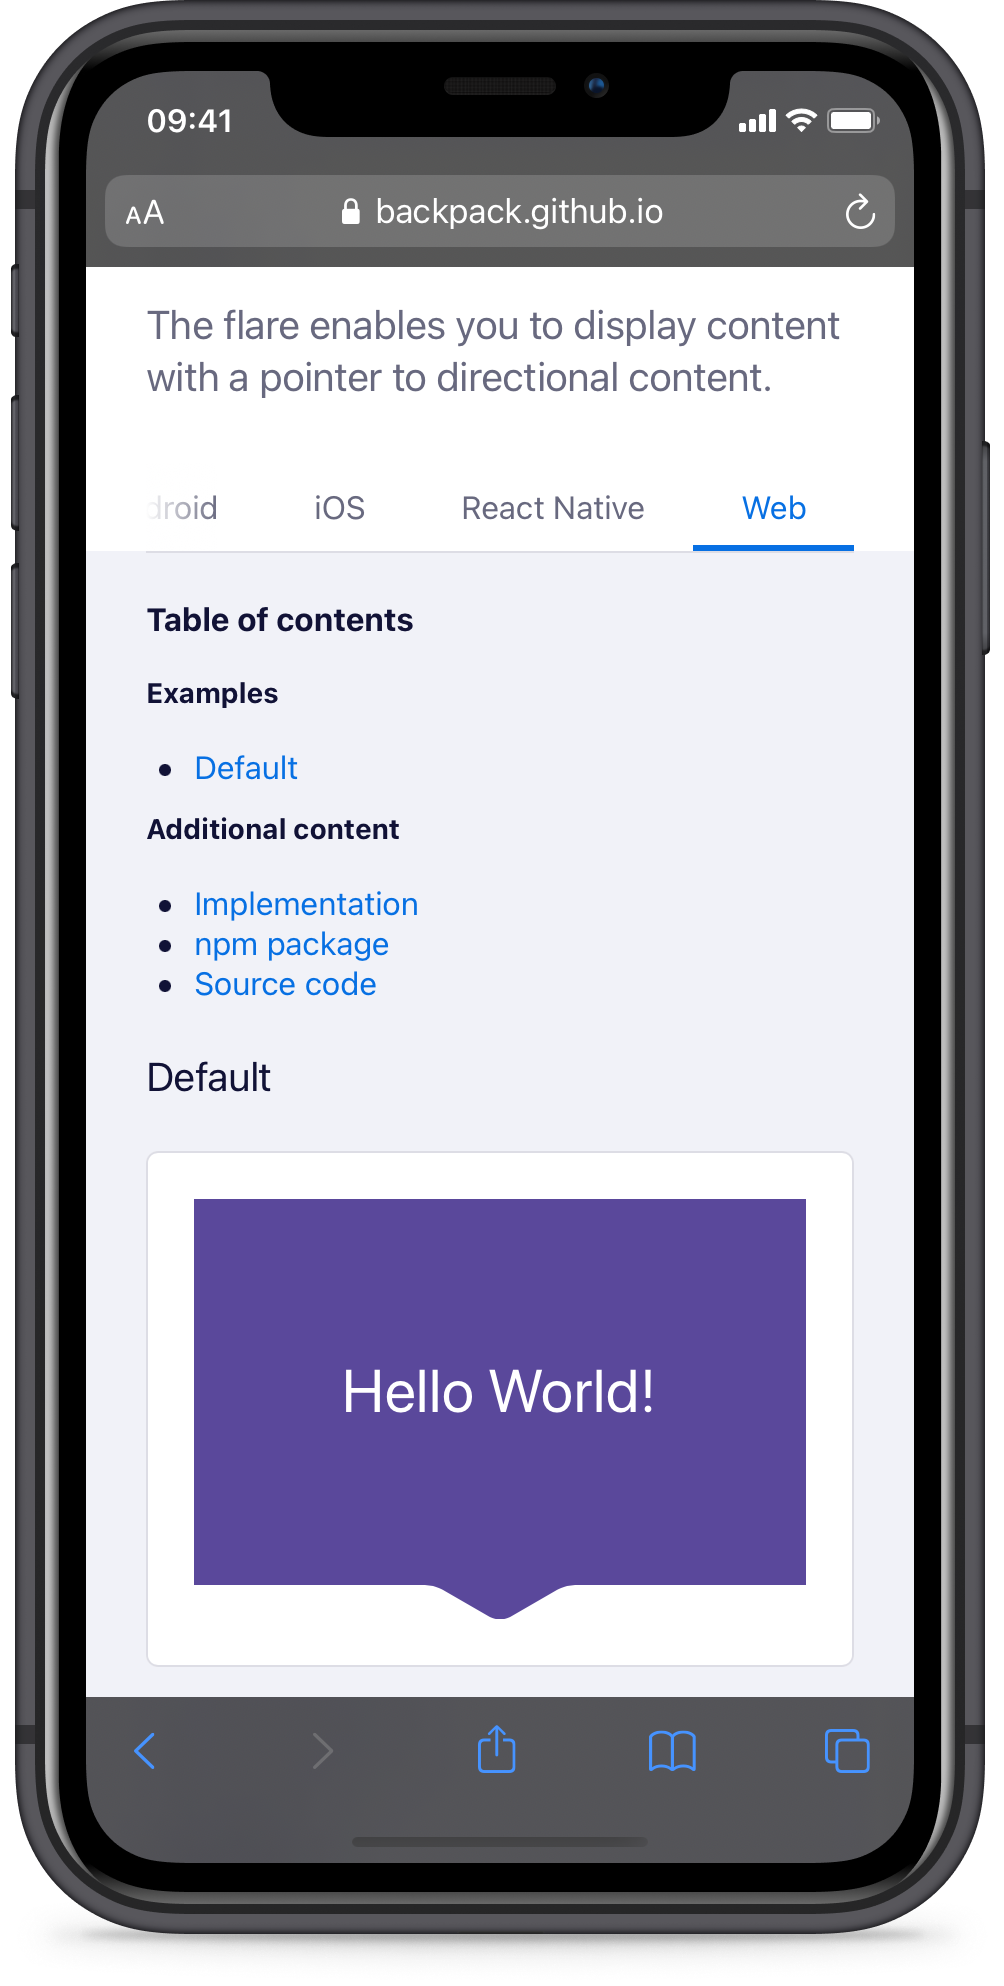 09:41
AA backpack.github.io
The flare enables you to display content
with a pointer to directional content.
droid iOS React Native Web
Table of contents
Examples
• Default
Additional content
• Implementation
• npm package
• Source code
Default
Hello World!